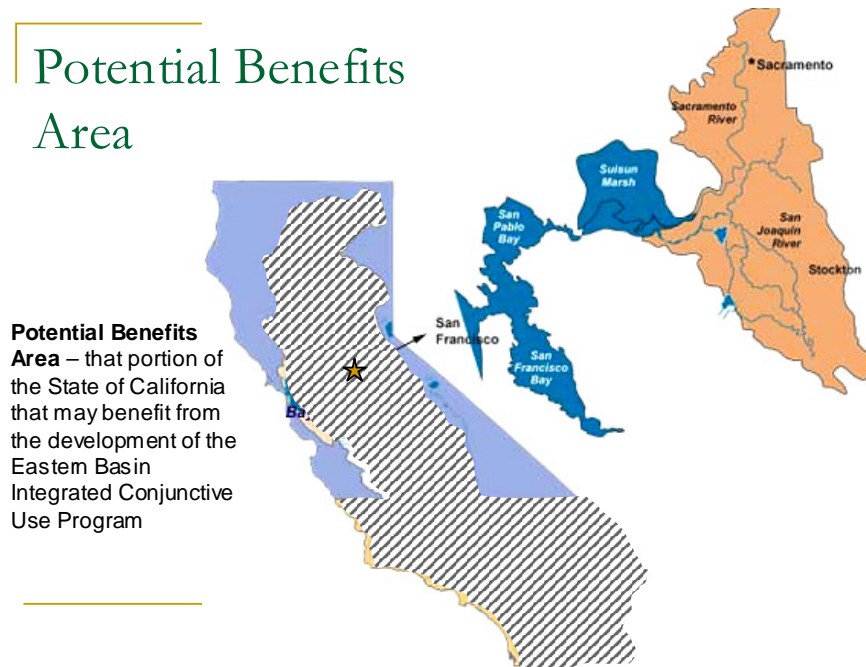 Potential Benefits
Area
Potential Benefits
Area – that portion of
the State of California
that may benefit from
the development of the
Eastern Basin
Integrated Conjunctive
Use Program
* Sacramento
Sacramento
River
Suisun
Marsh
San
Pablo
Bay
San
Joaquin
River
Stockton
San
Francisco
San
Francisco
Bay